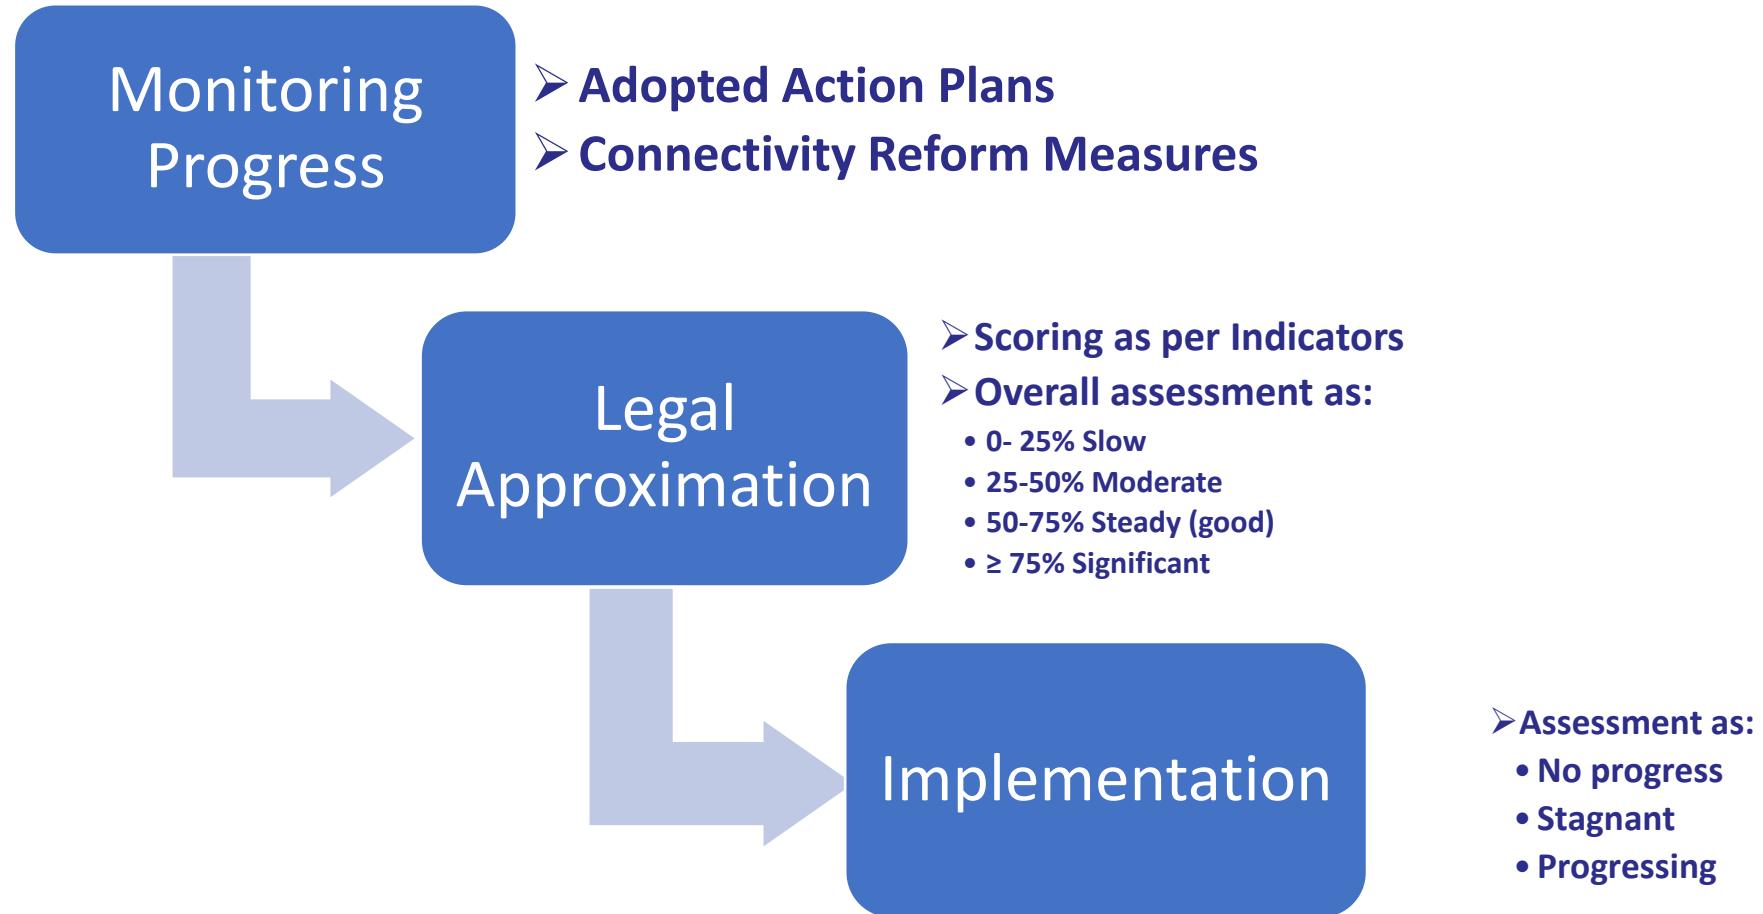 Monitoring
Progress
➢ Adopted Action Plans
➢ Connectivity Reform Measures
Legal
Approximation
➢ Scoring as per Indicators
➢ Overall assessment as:
• 0- 25% Slow
• 25-50% Moderate
• 50-75% Steady (good)
• ≥ 75% Significant
Implementation
➢ Assessment as:
• No progress
• Stagnant
• Progressing